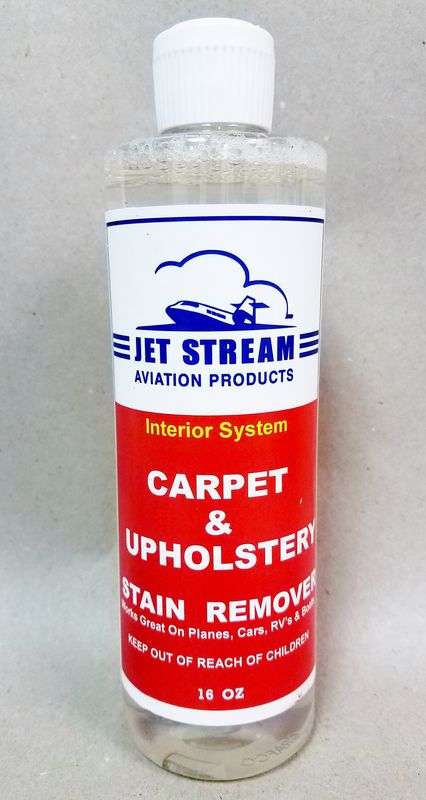 JET STREAM
AVIATION PRODUCTS
Interior System
CARPET
&
UPHOLSTERY
STAIN REMOVER
Works Great On Planes, Cars, RV's & Boats
KEEP OUT OF REACH OF CHILDREN
16 OZ